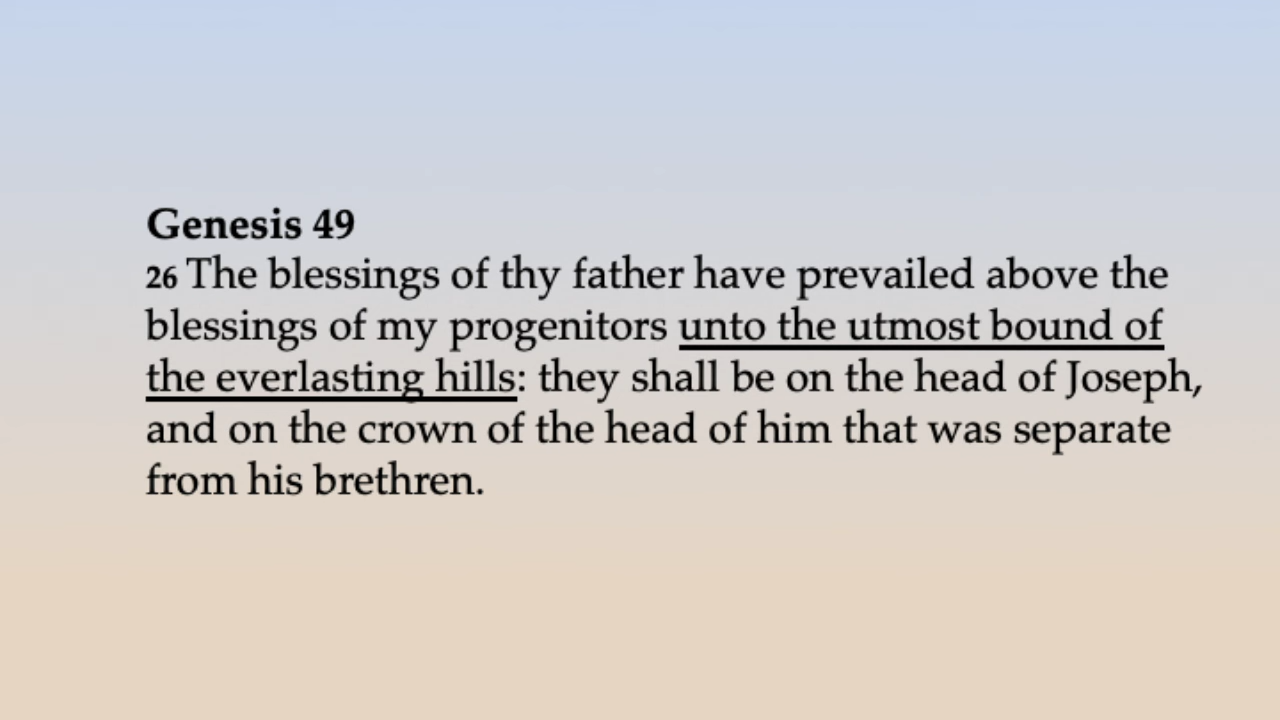 Genesis 49
26 The blessings of thy father have prevailed above the
blessings of my progenitors unto the utmost bound of
the everlasting hills: they shall be on the head of Joseph,
and on the crown of the head of him that was separate
from his brethren.